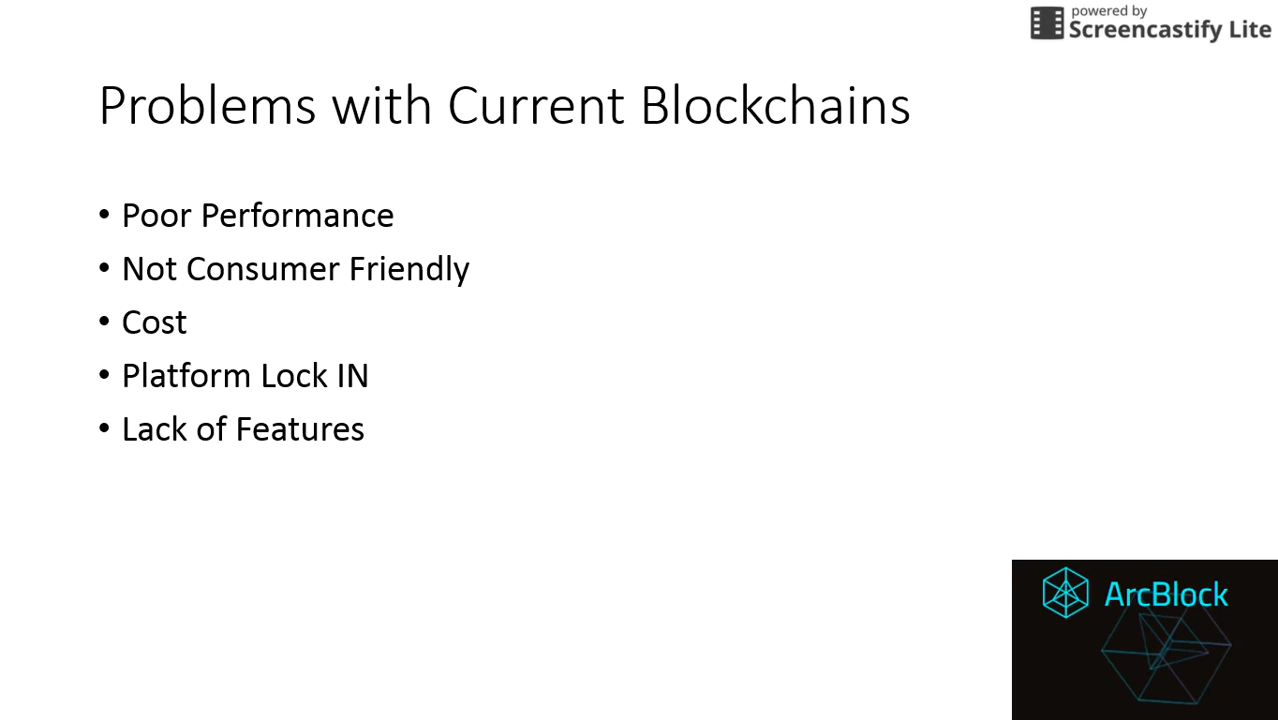 powered by
Screencastify Lite
Problems with Current Blockchains
• Poor Performance
• Not Consumer Friendly
• Cost
• Platform Lock IN
• Lack of Features
ArcBlock